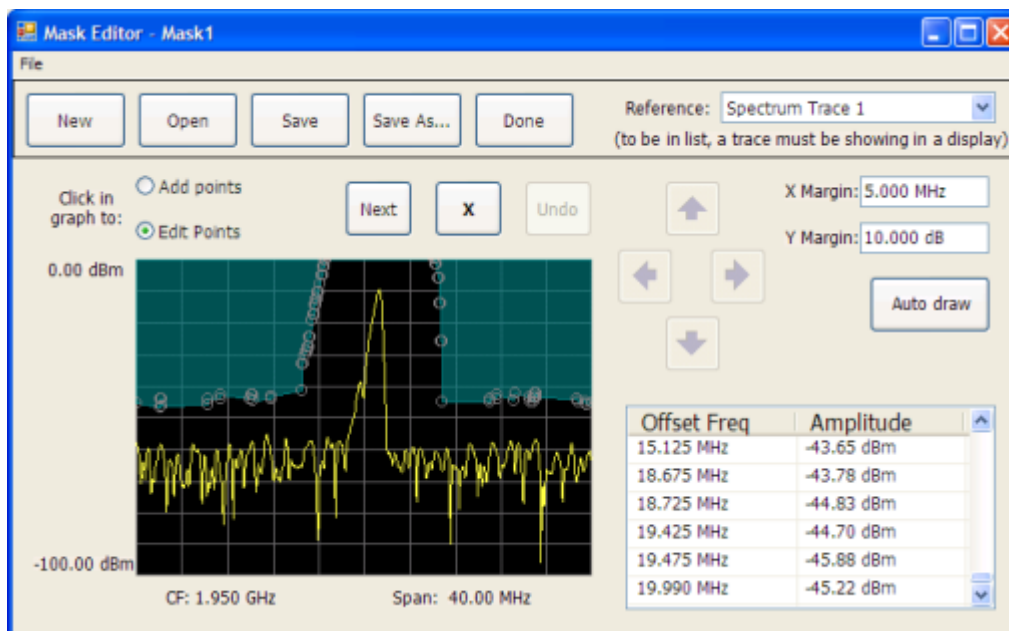 Mask Editor - Mask1
File
New
Open
Save
Save As...
Done
Reference:
Spectrum Trace 1
(to be in list, a trace must be showing in a display)
Click in
graph to:
Add points
Edit Points
Next
X
Undo
X Margin:
5.000 MHz
Y Margin:
10.000 dB
Auto draw
0.00 dBm
-100.00 dBm
CF: 1.950 GHz
Span: 40.00 MHz
Offset Freq Amplitude
15.125 MHz -43.65 dBm
18.675 MHz -43.78 dBm
18.725 MHz -44.83 dBm
19.425 MHz -44.70 dBm
19.475 MHz -45.88 dBm
19.990 MHz -45.22 dBm